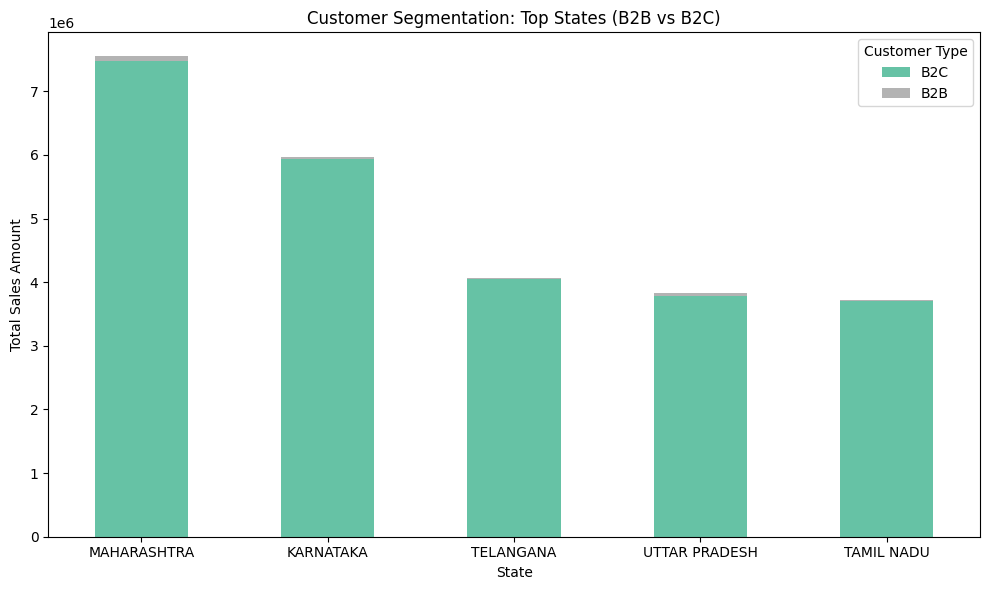 Customer Segmentation: Top States (B2B vs B2C)
1e6
Customer Type
B2C
B2B
7
6
5
4
3
2
1
0
Total Sales Amount
MAHARASHTRA KARNATAKA TELANGANA UTTAR PRADESH TAMIL NADU
State